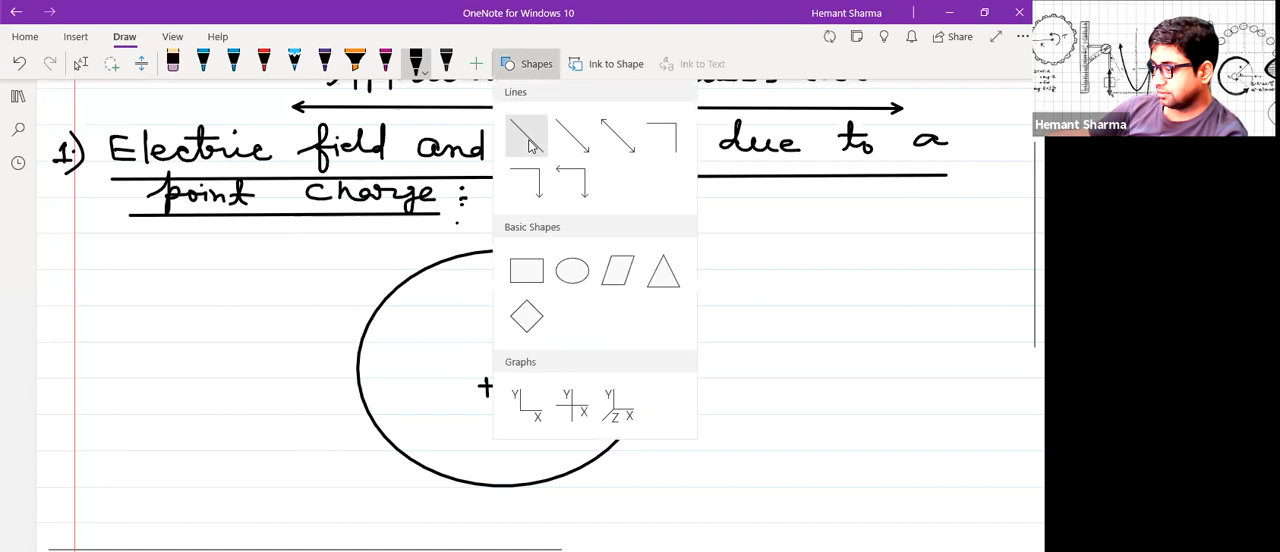 OneNote for Windows 10
Hemant Sharma
Home Insert Draw View Help
Share
Shapes Ink to Shape Ink to Text
Lines
1.) Electric field and due to a
point charge :
Basic Shapes
Graphs
+
Y X Y X Y Z X
Hemant Sharma